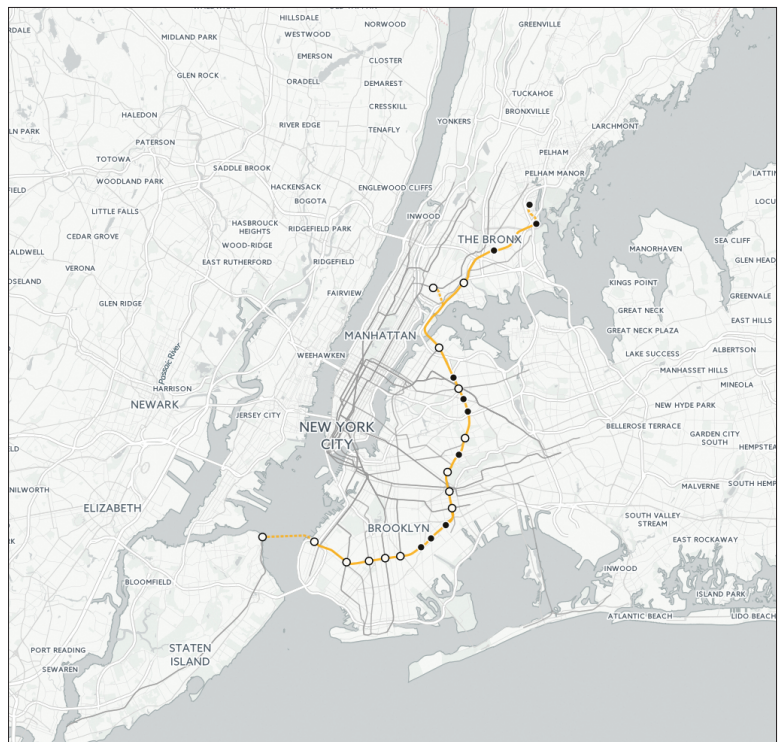 RDALE
HILLSDALE
NORWOOD
GREENVILLE
MIDLAND PARK
WESTWOOD
EMERSON
CLOSTER
GLEN ROCK
ORADELL
DEMAREST
TUCKAHOE
CRESSKILL
BRONXVILLE
HALEDON
RIVER EDGE
TENAFLY
YONKERS
LARCHMONT
LN PARK
PATERSON
PELHAM
TOTOWA
SADDLE BROOK
PELHAM MANOR
LATTIN
WOODLAND PARK
HACKENSACK
ENGLEWOOD CLIFFS
FIELD
BOGOTA
LOCU
LITTLE FALLS
INWOOD
HASBROUCK
HEIGHTS
RIDGEFIELD PARK
CEDAR GROVE
THE BRONX
SEA CLIFF
WOOD-RIDGE
MANORHAVEN
ALDWELL
EAST RUTHERFORD
RIDGEFIELD
GLEN HEAD
VERONA
OSELAND
KINGS POINT
FAIRVIEW
GREENVALE
GLEN RIDGE
GREAT NECK
EAST HILLS
MANHATTAN
GREAT NECK PLAZA
Passaic River
WEEHAWKEN
LAKE SUCCESS
ALBERTSON
MANHASSET HILLS
HARRISON
MINEOLA
NEWARK
NEW HYDE PARK
JERSEY CITY
NEW YORK
CITY
BELLEROSE TERRACE
GARDEN CITY
SOUTH
ELD
HEMPSTEA
NILWORTH
MALVERNE
SOUTH HEMP
ELIZABETH
SOUTH VALLEY
STREAM
BROOKLYN
RK
EAST ROCKAWAY
INWOOD
BLOOMFIELD
ISLAND PARK
ATLANTIC BEACH
LIDO BEACH
STATEN
ISLAND
PORT READING
SEWAREN